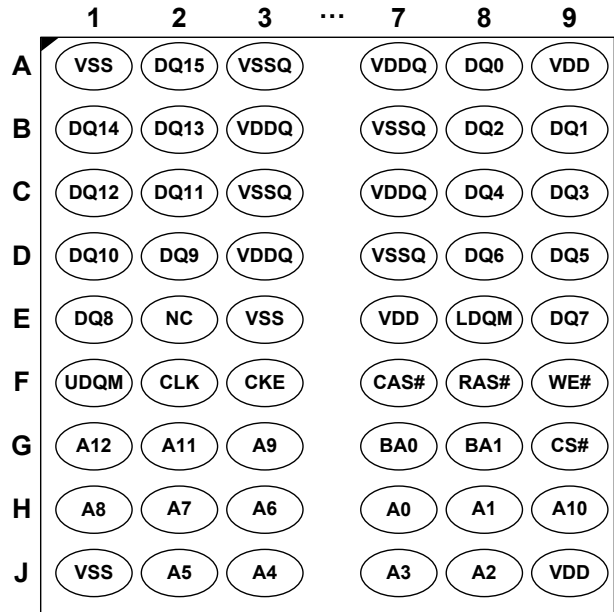 1 2 3 ... 7 8 9
A VSS DQ15 VSSQ VDDQ DQ0 VDD
B DQ14 DQ13 VDDQ VSSQ DQ2 DQ1
C DQ12 DQ11 VSSQ VDDQ DQ4 DQ3
D DQ10 DQ9 VDDQ VSSQ DQ6 DQ5
E DQ8 NC VSS VDD LDQM DQ7
F UDQM CLK CKE CAS# RAS# WE#
G A12 A11 A9 BA0 BA1 CS#
H A8 A7 A6 A0 A1 A10
J VSS A5 A4 A3 A2 VDD